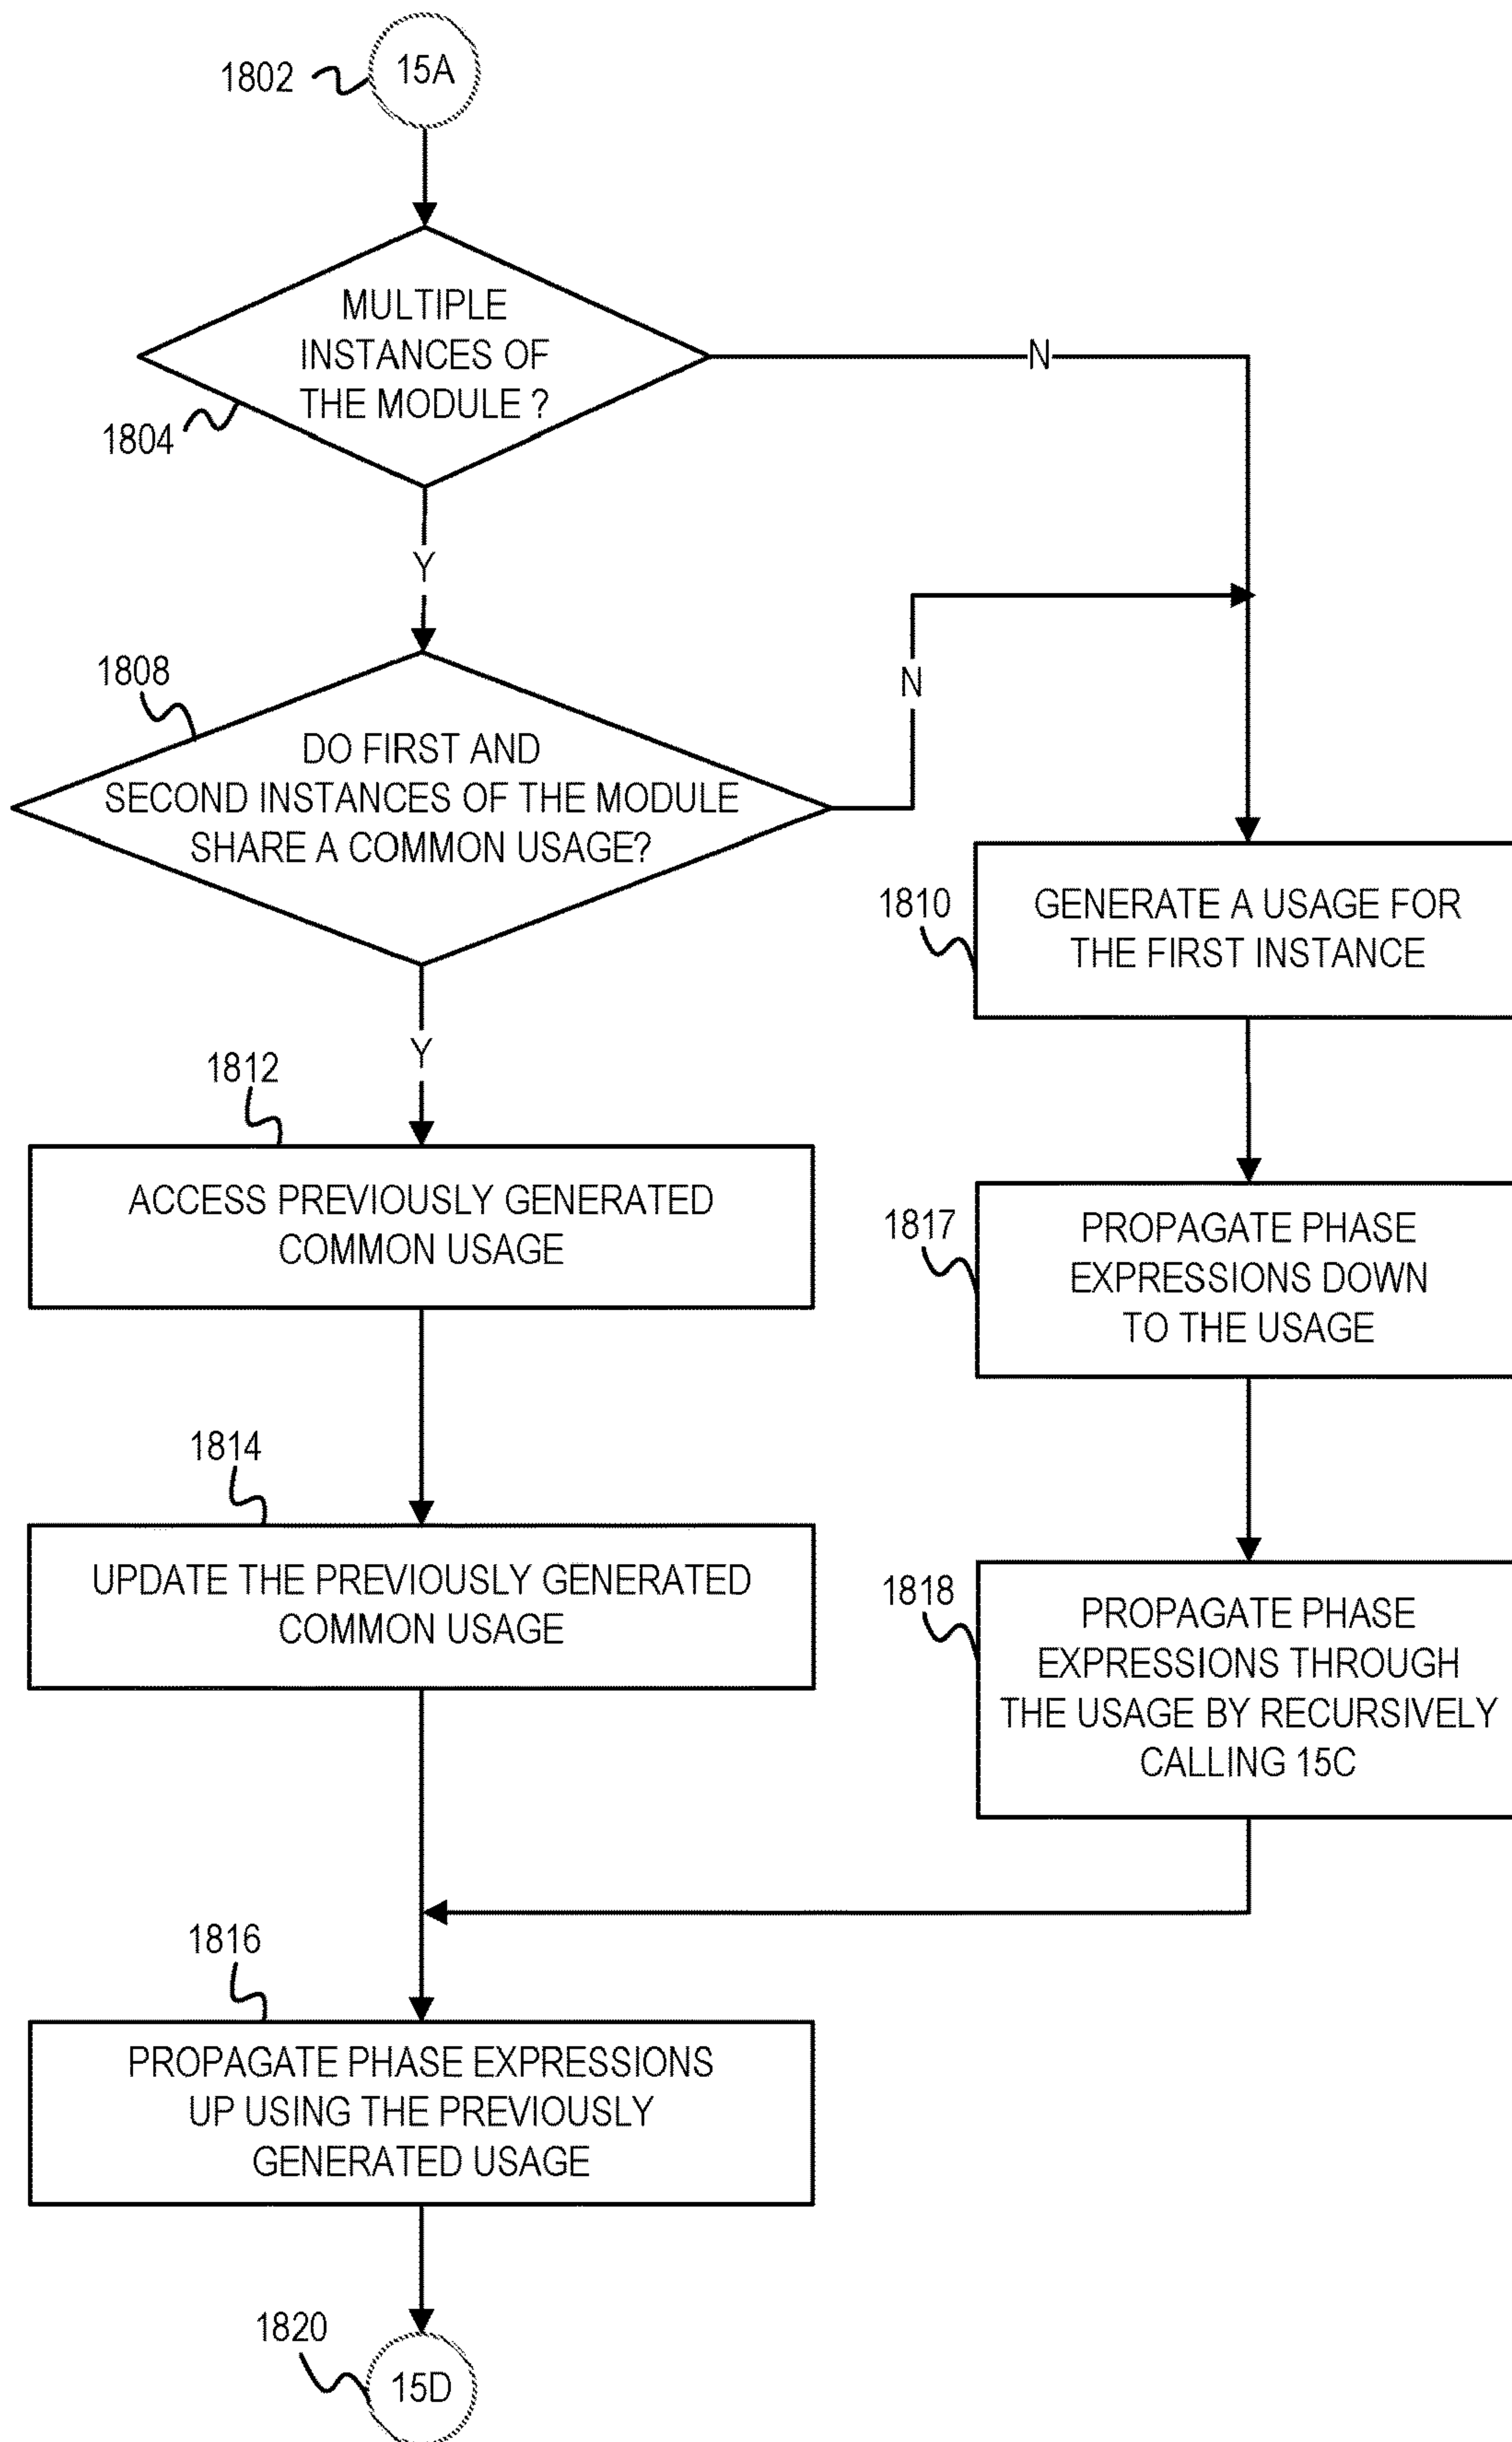 1802
15A
MULTIPLE
INSTANCES OF
THE MODULE ?
1804
N
Y
1808
DO FIRST AND
SECOND INSTANCES OF THE MODULE
SHARE A COMMON USAGE?
N
Y
1810
GENERATE A USAGE FOR
THE FIRST INSTANCE
1812
ACCESS PREVIOUSLY GENERATED
COMMON USAGE
1817
PROPAGATE PHASE
EXPRESSIONS DOWN
TO THE USAGE
1814
UPDATE THE PREVIOUSLY GENERATED
COMMON USAGE
1818
PROPAGATE PHASE
EXPRESSIONS THROUGH
THE USAGE BY RECURSIVELY
CALLING 15C
1816
PROPAGATE PHASE EXPRESSIONS
UP USING THE PREVIOUSLY
GENERATED USAGE
1820
15D